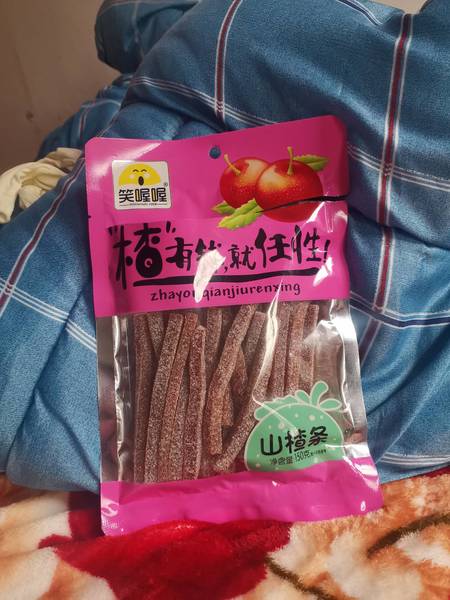 笑喔喔
"楂"有钱,就任性!
zhayouqianjiurenxing
山楂条
净含量150克